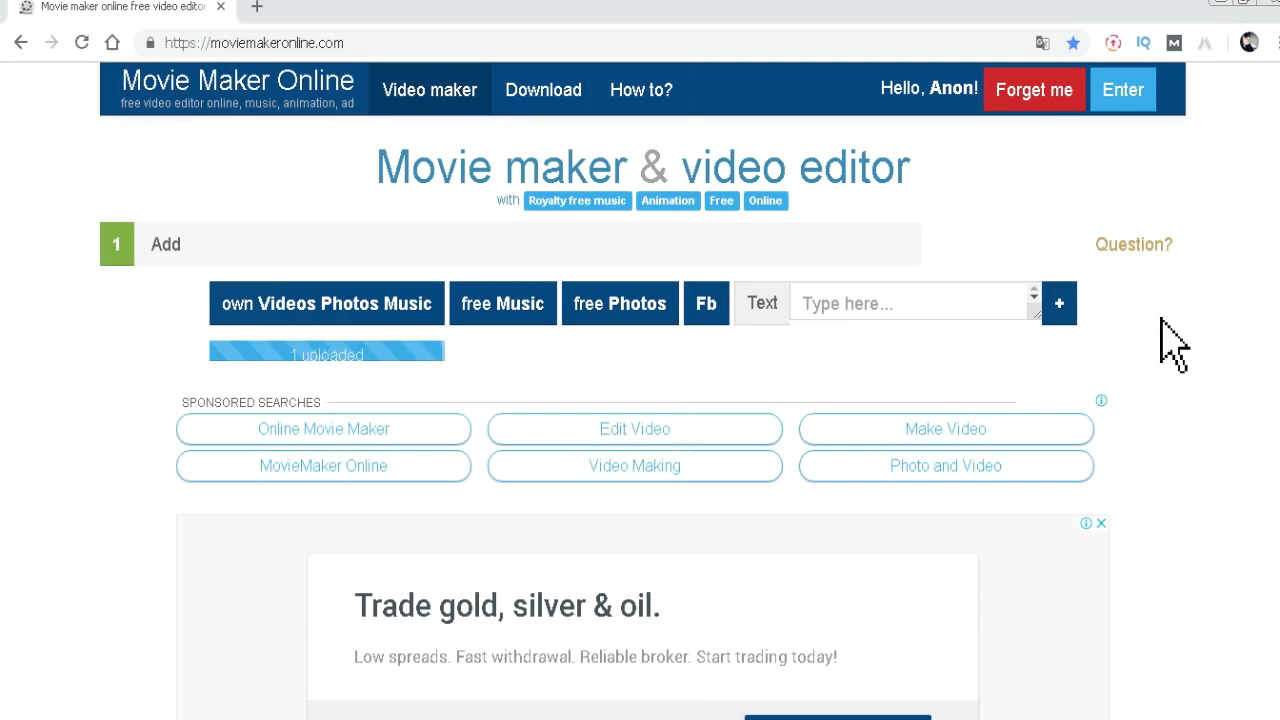 Movie maker online free video editor
https://moviemakeronline.com
Movie Maker Online
free video editor online, music, animation, ad
Video maker
Download
How to?
Hello, Anon!
Forget me
Enter
Movie maker & video editor
with Royalty free music Animation Free Online
1 Add
Question?
own Videos Photos Music
free Music
free Photos
Fb
Text
Type here...
+
1 uploaded
SPONSORED SEARCHES
Online Movie Maker
Edit Video
Make Video
MovieMaker Online
Video Making
Photo and Video
Trade gold, silver & oil.
Low spreads. Fast withdrawal. Reliable broker. Start trading today!